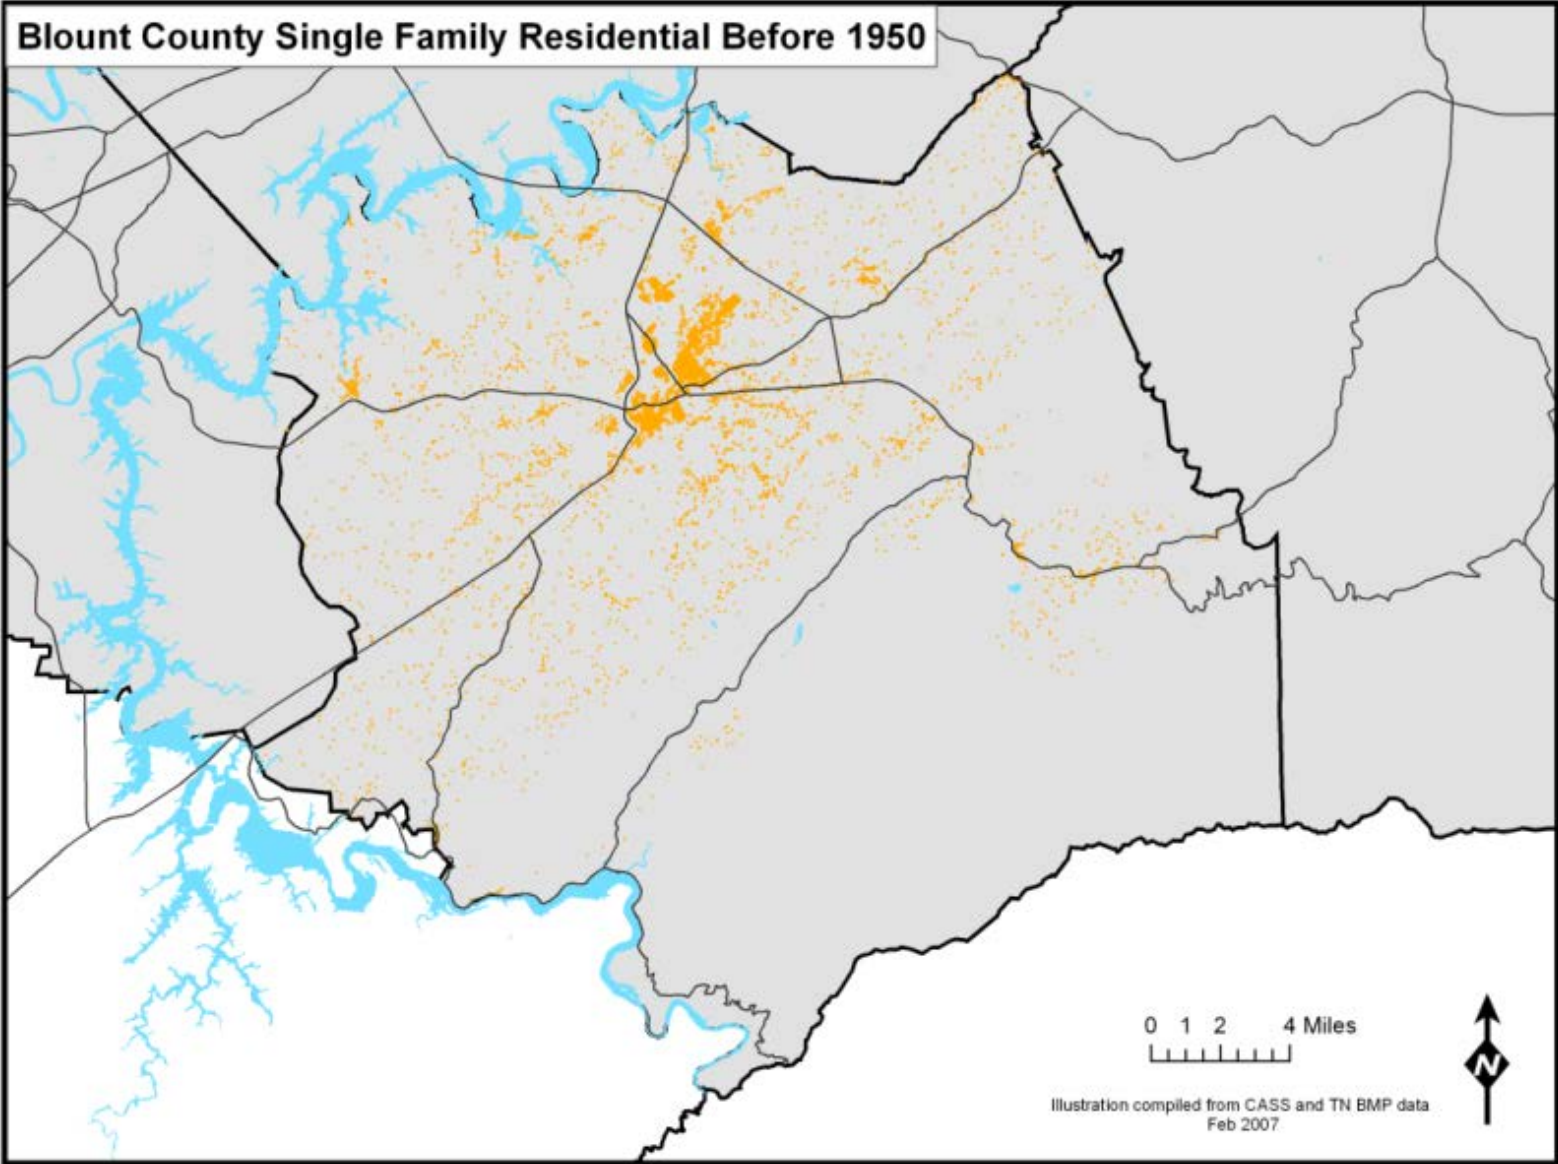 Blount County Single Family Residential Before 1950
0 1 2 4 Miles
N
Illustration compiled from CASS and TN BMP data
Feb 2007